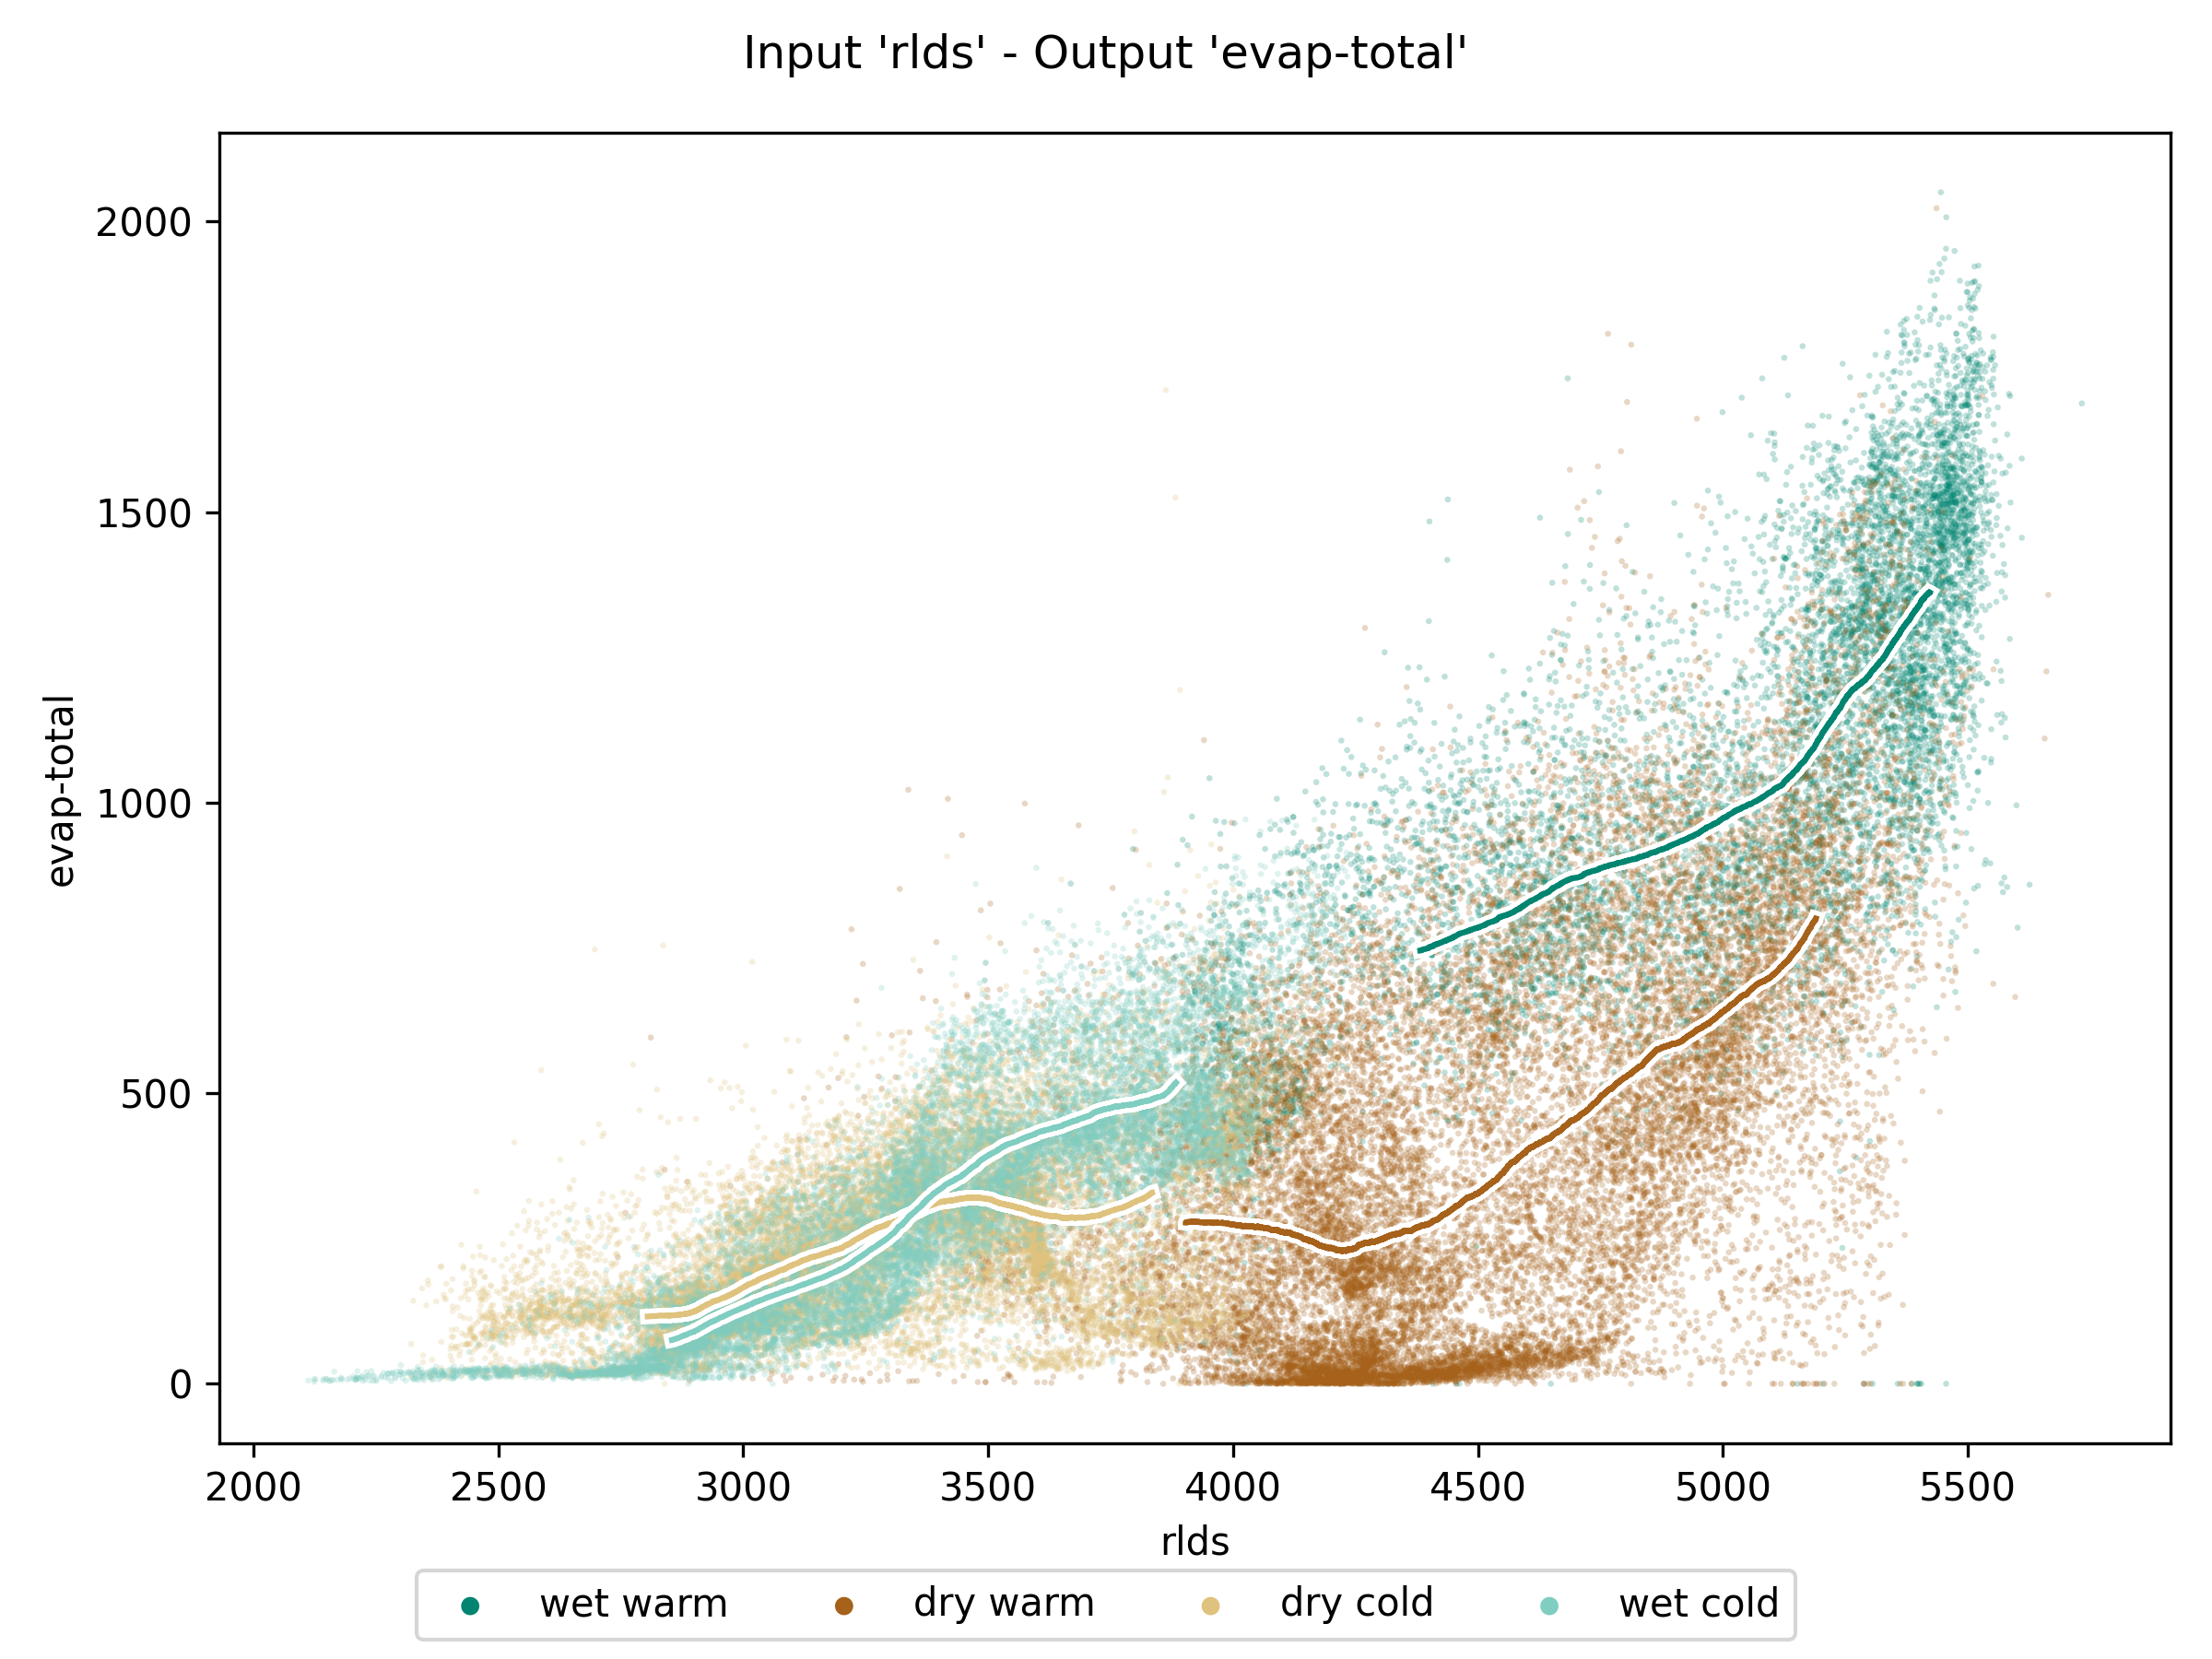 Input 'rlds' - Output 'evap-total'
2000
1500
1000
500
0
evap-total
2000 2500 3000 3500 4000 4500 5000 5500
rlds
wet warm dry warm dry cold wet cold